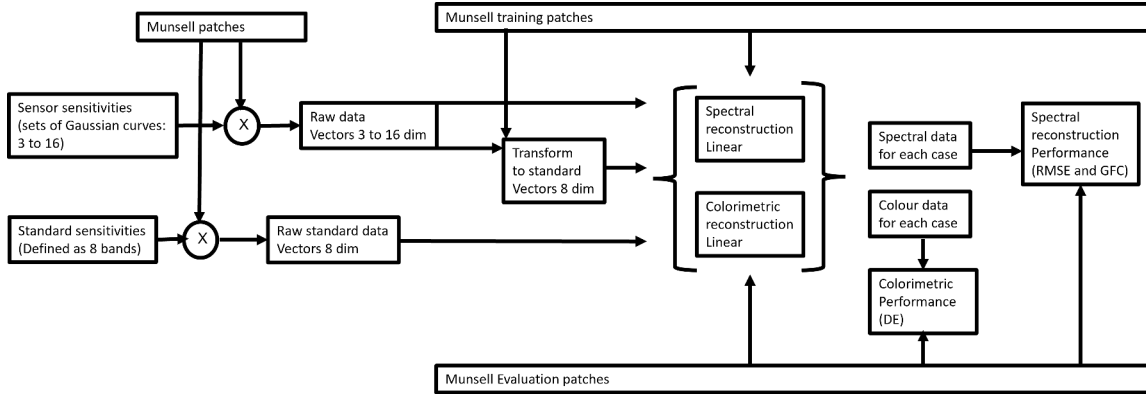 Munsell patches
Munsell training patches
Sensor sensitivities
(sets of Gaussian curves:
3 to 16)
X
Raw data
Vectors 3 to 16 dim
Transform
to standard
Vectors 8 dim
Standard sensitivities
(Defined as 8 bands)
X
Raw standard data
Vectors 8 dim
Spectral
reconstruction
Linear
Colorimetric
reconstruction
Linear
Spectral data
for each case
Colour data
for each case
Spectral
reconstruction
Performance
(RMSE and GFC)
Colorimetric
Performance
(DE)
Munsell Evaluation patches